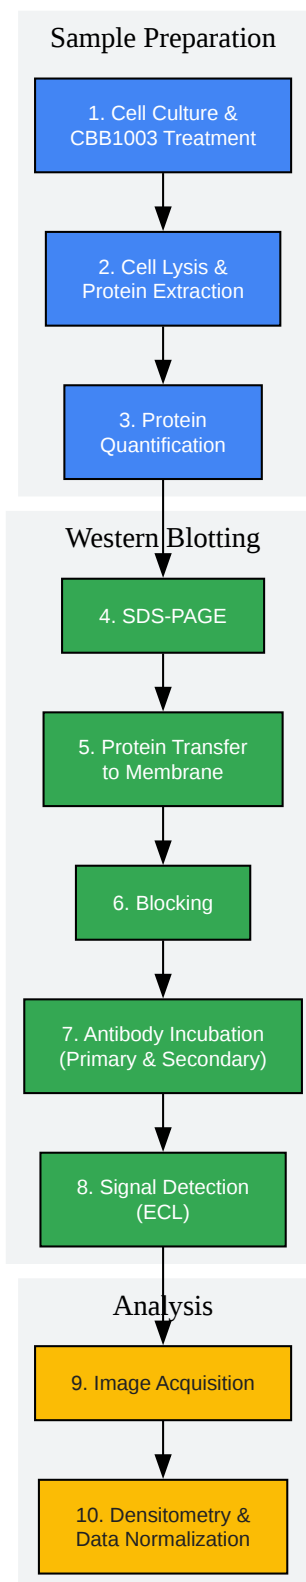 Sample Preparation
1. Cell Culture &
CBB1003 Treatment
2. Cell Lysis &
Protein Extraction
3. Protein
Quantification
Western Blotting
4. SDS-PAGE
5. Protein Transfer
to Membrane
6. Blocking
7. Antibody Incubation
(Primary & Secondary)
8. Signal Detection
(ECL)
Analysis
9. Image Acquisition
10. Densitometry &
Data Normalization